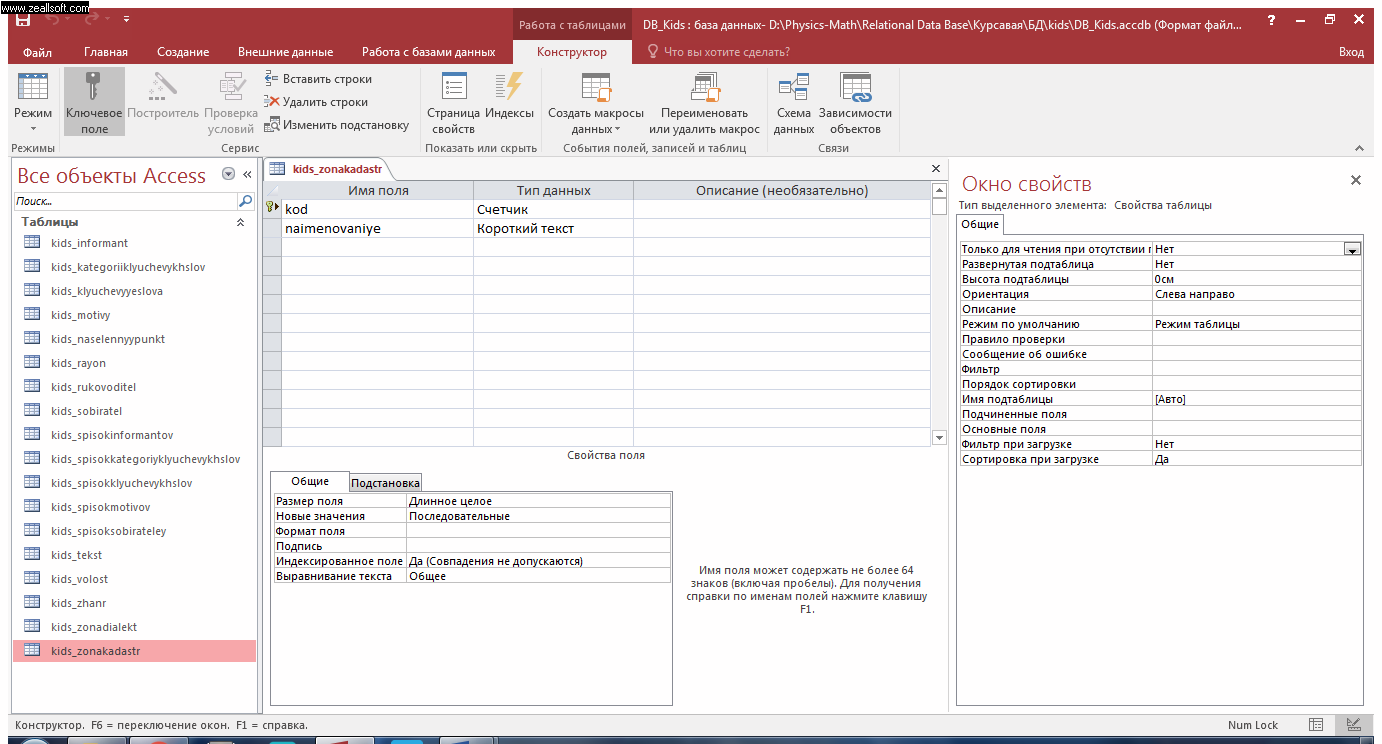 www.zeallsoft.com
Работа с таблицами
DB_Kids : база данных- D:\Physics-Math\Relational Data Base\Курсавая\БД\kids\DB_Kids.accdb (Формат файл...
?
Файл
Главная
Создание
Внешние данные
Работа с базами данных
Конструктор
Что вы хотите сделать?
Вход
Режим
Ключевое поле
Построитель
Проверка условий
Вставить строки
Удалить строки
Изменить подстановку
Страница свойств
Индексы
Создать макросы данных
Переименовать или удалить макрос
Схема данных
Зависимости объектов
Режимы
Сервис
Показать или скрыть
События полей, записей и таблиц
Связи
Все объекты Access
Поиск...
Таблицы
kids_informant
kids_kategoriiklyuchevykhslov
kids_klyuchevyyeslova
kids_motivy
kids_naselennyypunkt
kids_rayon
kids_rukovoditel
kids_sobiratel
kids_spisokinformantov
kids_spisokkategoriyklyuchevykhslov
kids_spisokklyuchevykhslov
kids_spisokmotivov
kids_spisoksobirateley
kids_tekst
kids_volost
kids_zhanr
kids_zonadialekt
kids_zonakadastr
kids_zonakadastr
Имя поля Тип данных Описание (необязательно)
kod Счетчик
naimenovaniye Короткий текст
Свойства поля
Общие Подстановка
Размер поля Длинное целое
Новые значения Последовательные
Формат поля
Подпись
Индексированное поле Да (Совпадения не допускаются)
Выравнивание текста Общее
Имя поля может содержать не более 64
знаков (включая пробелы). Для получения
справки по именам полей нажмите клавишу
F1.
Окно свойств
Тип выделенного элемента: Свойства таблицы
Общие
Только для чтения при отсутствии Нет
Развернутая подтаблица Нет
Высота подтаблицы 0см
Ориентация Слева направо
Описание
Режим по умолчанию Режим таблицы
Правило проверки
Сообщение об ошибке
Фильтр
Порядок сортировки
Имя подтаблицы [Авто]
Подчиненные поля
Основные поля
Фильтр при загрузке Нет
Сортировка при загрузке Да
Конструктор. F6 = переключение окон. F1 = справка.
Num Lock